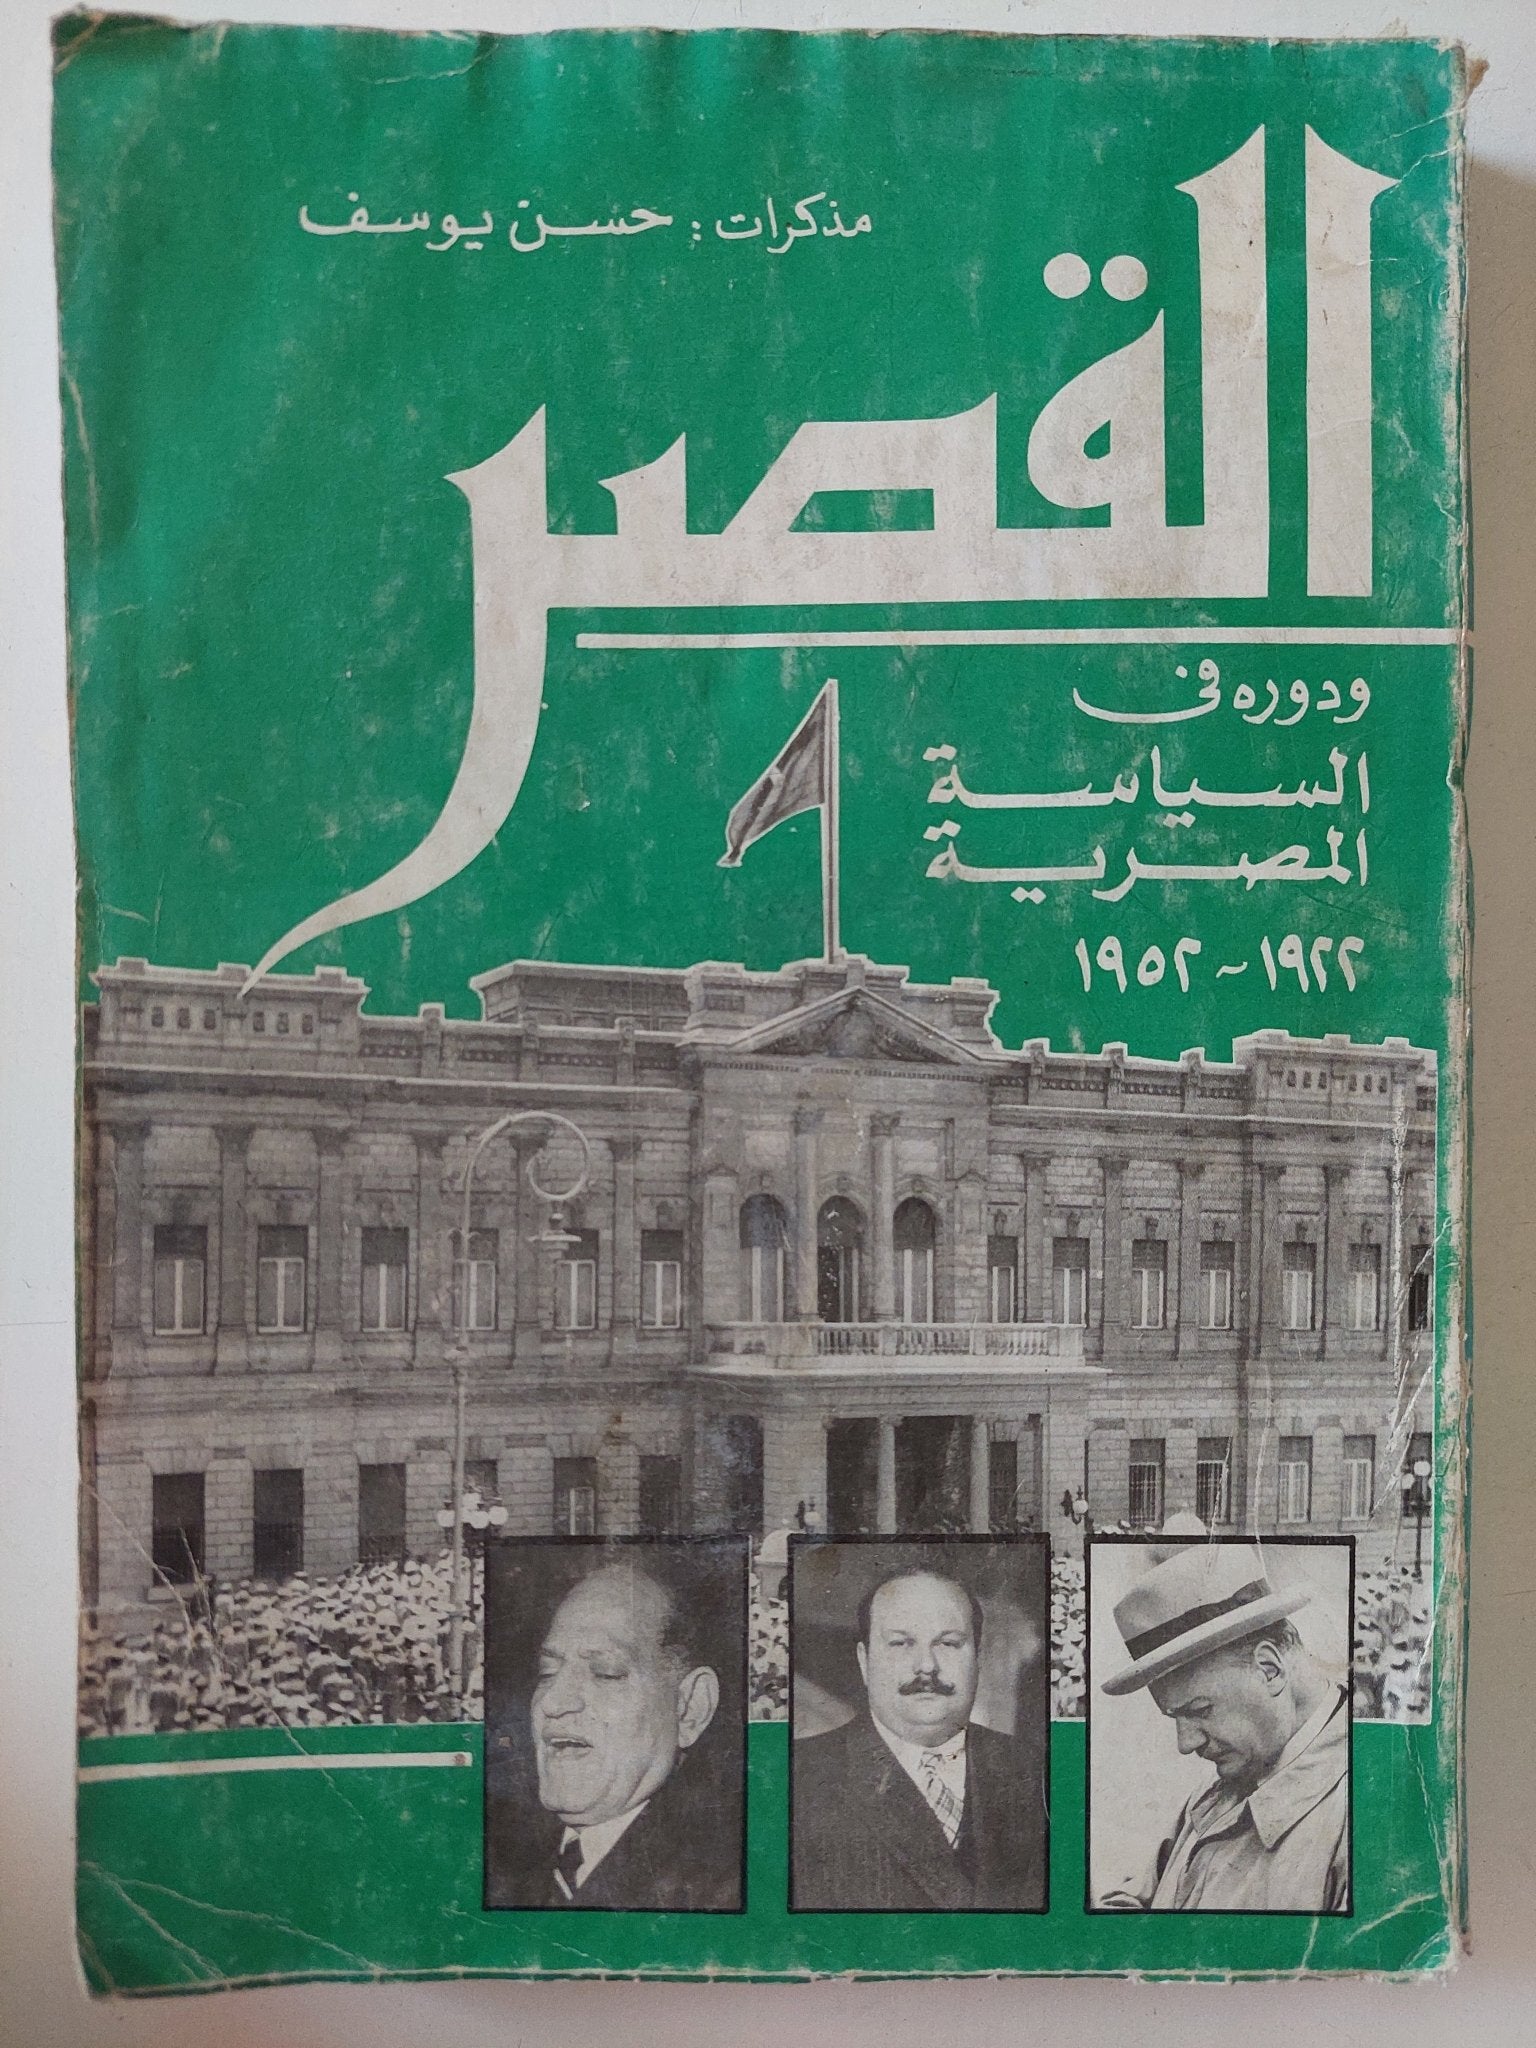 مذكرات : حسن يوسف
القصر
ودوره في
السياسة
المصرية
١٩٢٢ - ١٩٥٢